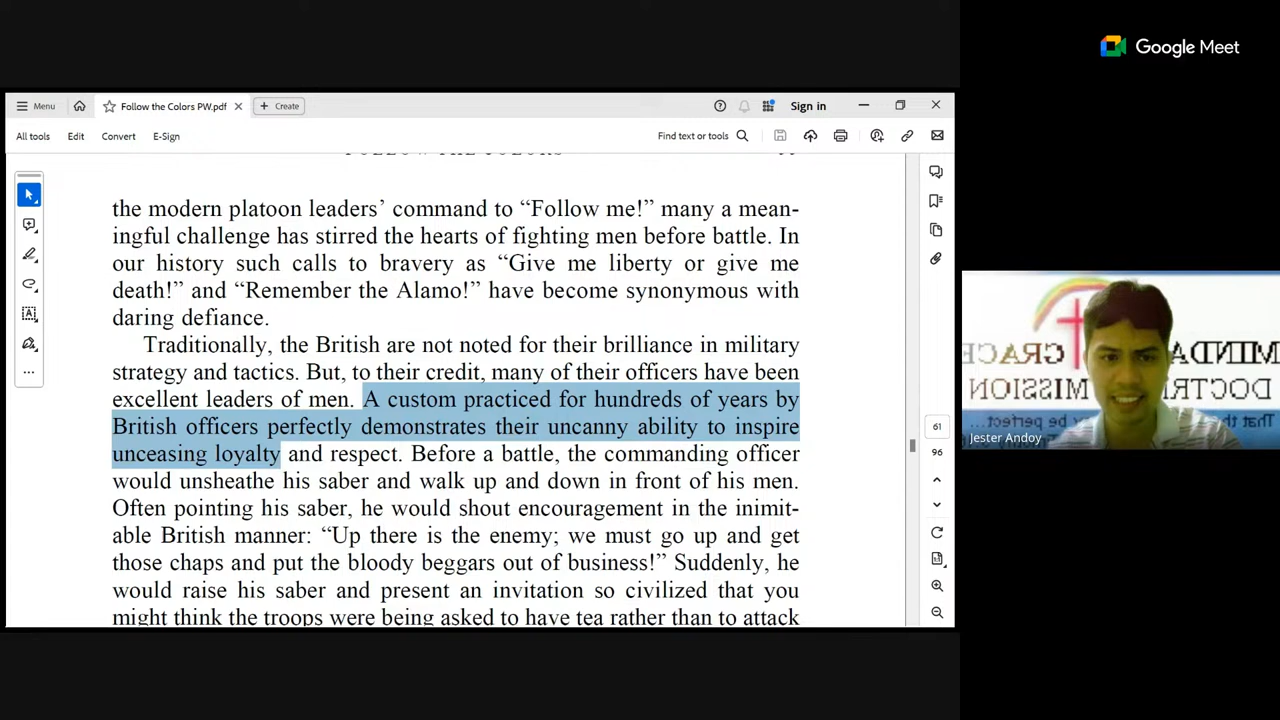 Google Meet
Menu
Follow the Colors PW.pdf
Create
Sign in
All tools
Edit
Convert
E-Sign
Find text or tools
FOLLOW THE COLORS
the modern platoon leaders’ command to “Follow me!” many a mean-
ingful challenge has stirred the hearts of fighting men before battle. In
our history such calls to bravery as “Give me liberty or give me
death!” and “Remember the Alamo!” have become synonymous with
daring defiance.
Traditionally, the British are not noted for their brilliance in military
strategy and tactics. But, to their credit, many of their officers have been
excellent leaders of men. A custom practiced for hundreds of years by
British officers perfectly demonstrates their uncanny ability to inspire
unceasing loyalty and respect. Before a battle, the commanding officer
would unsheathe his saber and walk up and down in front of his men.
Often pointing his saber, he would shout encouragement in the inimit-
able British manner: “Up there is the enemy; we must go up and get
those chaps and put the bloody beggars out of business!” Suddenly, he
would raise his saber and present an invitation so civilized that you
might think the troops were being asked to have tea rather than to attack
61
96
MINDA
GRACE
DOCTRI
MISSION
That
y be perfect
Jester Andoy